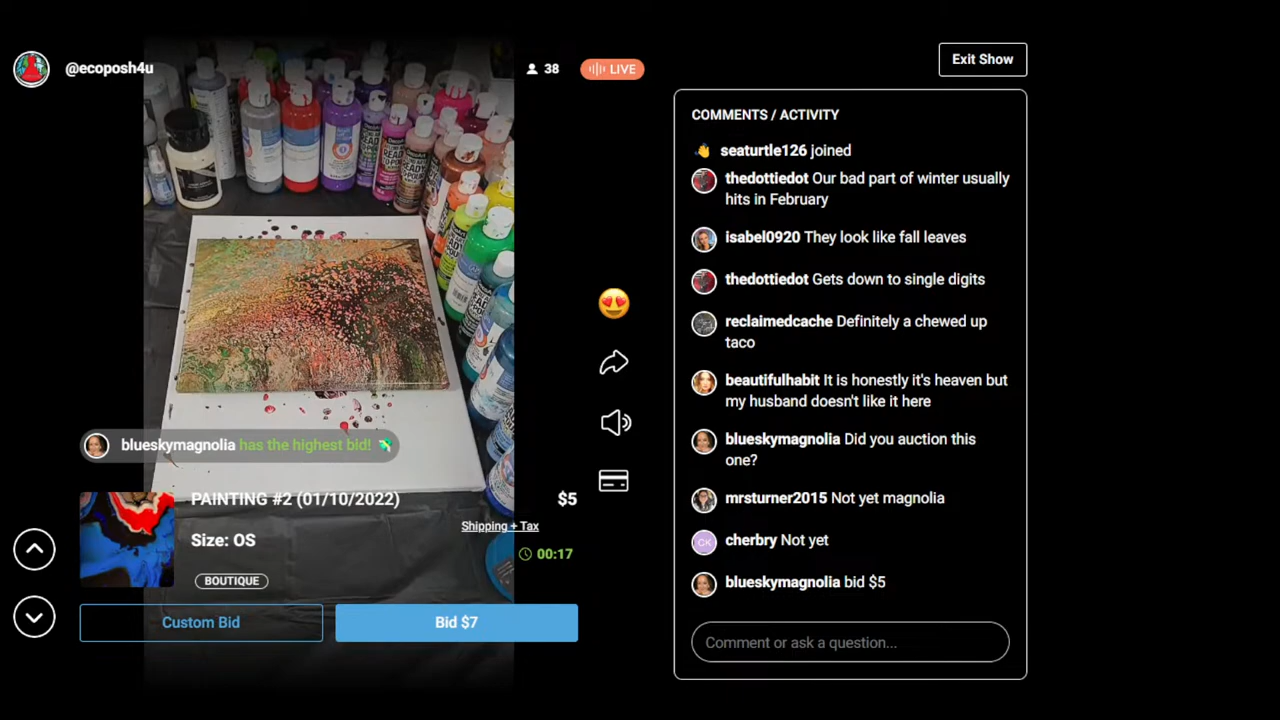 @ecoposh4u
38
LIVE
Exit Show
COMMENTS / ACTIVITY
seaturtle126 joined
thedottiedot Our bad part of winter usually
hits in February
isabel0920 They look like fall leaves
thedottiedot Gets down to single digits
reclaimedcache Definitely a chewed up
taco
beautifulhabit It is honestly it's heaven but
my husband doesn't like it here
blueskymagnolia Did you auction this
one?
mrsturner2015 Not yet magnolia
CK
cherbry Not yet
blueskymagnolia bid $5
Comment or ask a question...
blueskymagnolia has the highest bid!
PAINTING #2 (01/10/2022)
$5
Shipping + Tax
Size: OS
00:17
BOUTIQUE
Custom Bid
Bid $7